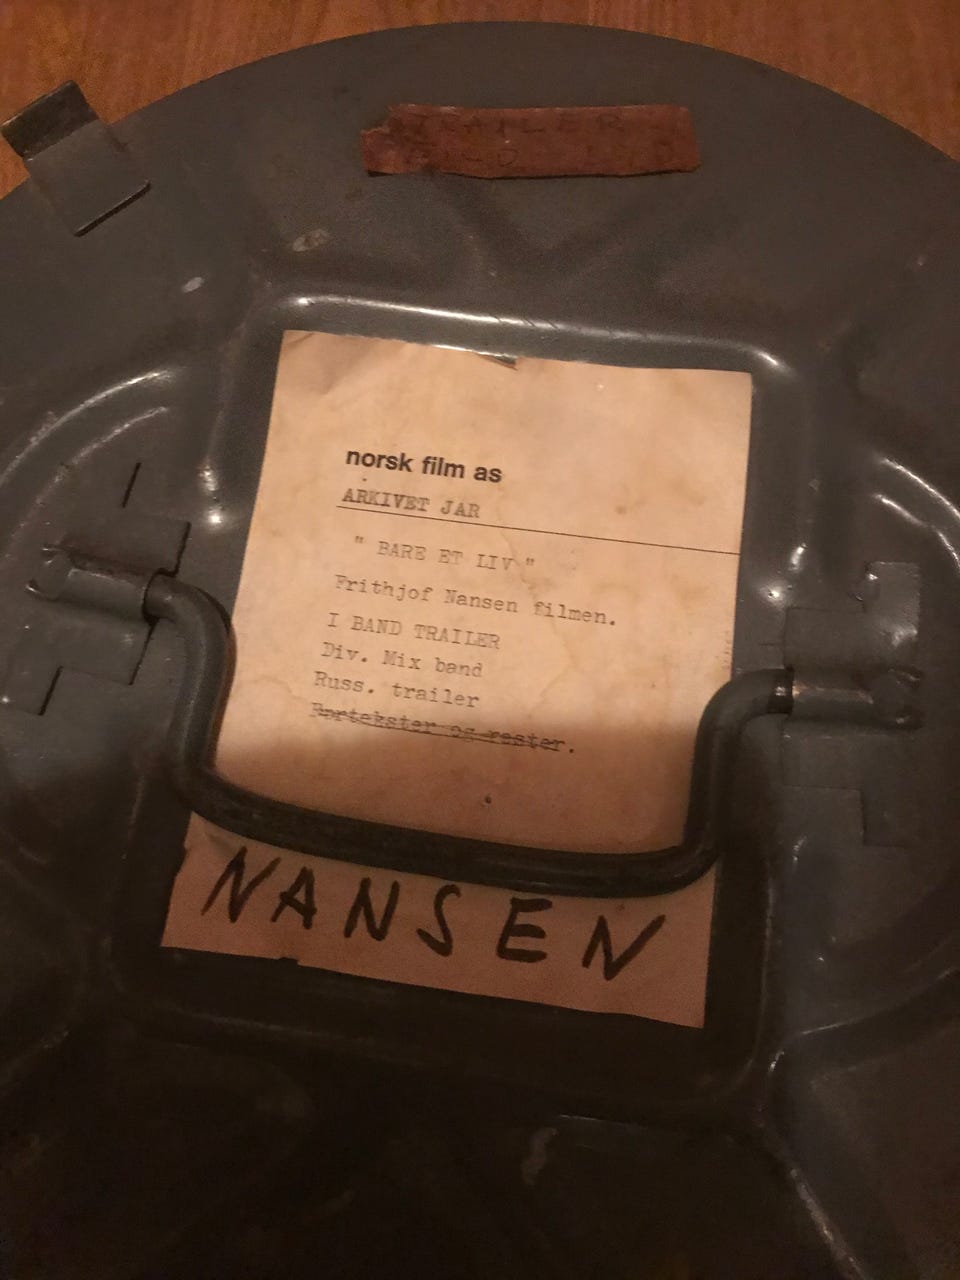 TRAILER
norsk film as
ARKIVET JAR
" BARE ET LIV "
Frithjof Nansen filmen.
I BAND TRAILER
Div. Mix band
Russ. trailer
Fortekster og rester.
NANSEN